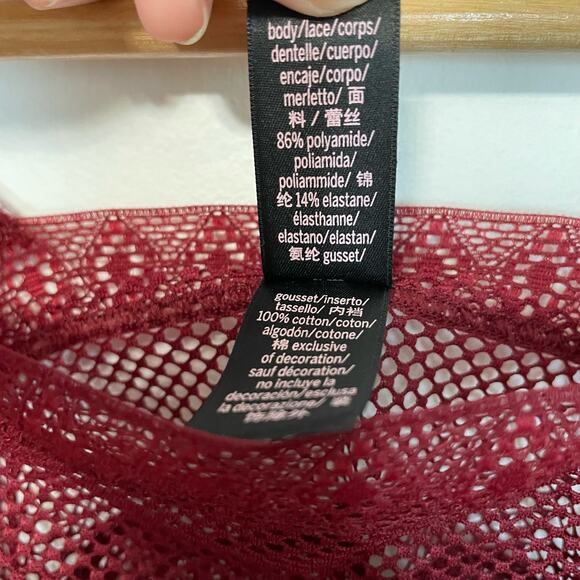 body/lace/corps/
dentelle/cuerpo/
encaje/corpo/
merletto/ 面
料 / 蕾丝
86% polyamide/
poliamida/
poliammide/ 锦
纶 14% elastane/
élasthanne/
elastano/elastan/
氨纶 gusset/
gousset/inserto/
tassello/ 内裆
100% cotton/coton/
algodón/cotone/
棉 exclusive
of decoration/
sauf décoration/
no incluye la
decoración/esclusa
la decorazione/